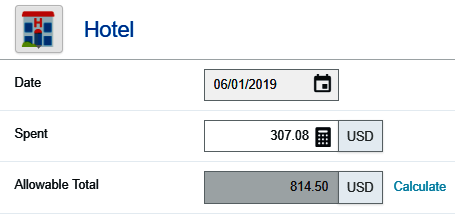 Hotel
Date 06/01/2019
Spent 307.08 USD
Allowable Total 814.50 USD Calculate